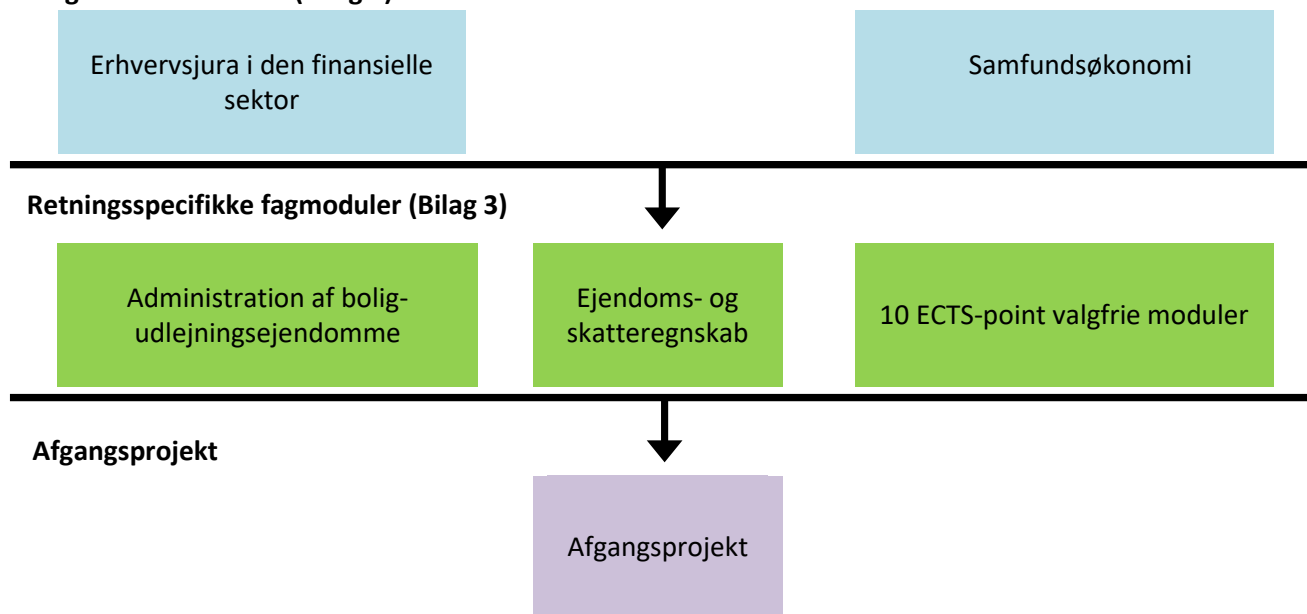 Erhvervsjura i den finansielle
sektor
Samfundsøkonomi
Retningsspecifikke fagmoduler (Bilag 3)
Administration af bolig-
udlejningsejendomme
Ejendoms- og
skatteregnskab
10 ECTS-point valgfrie moduler
Afgangsprojekt
Afgangsprojekt